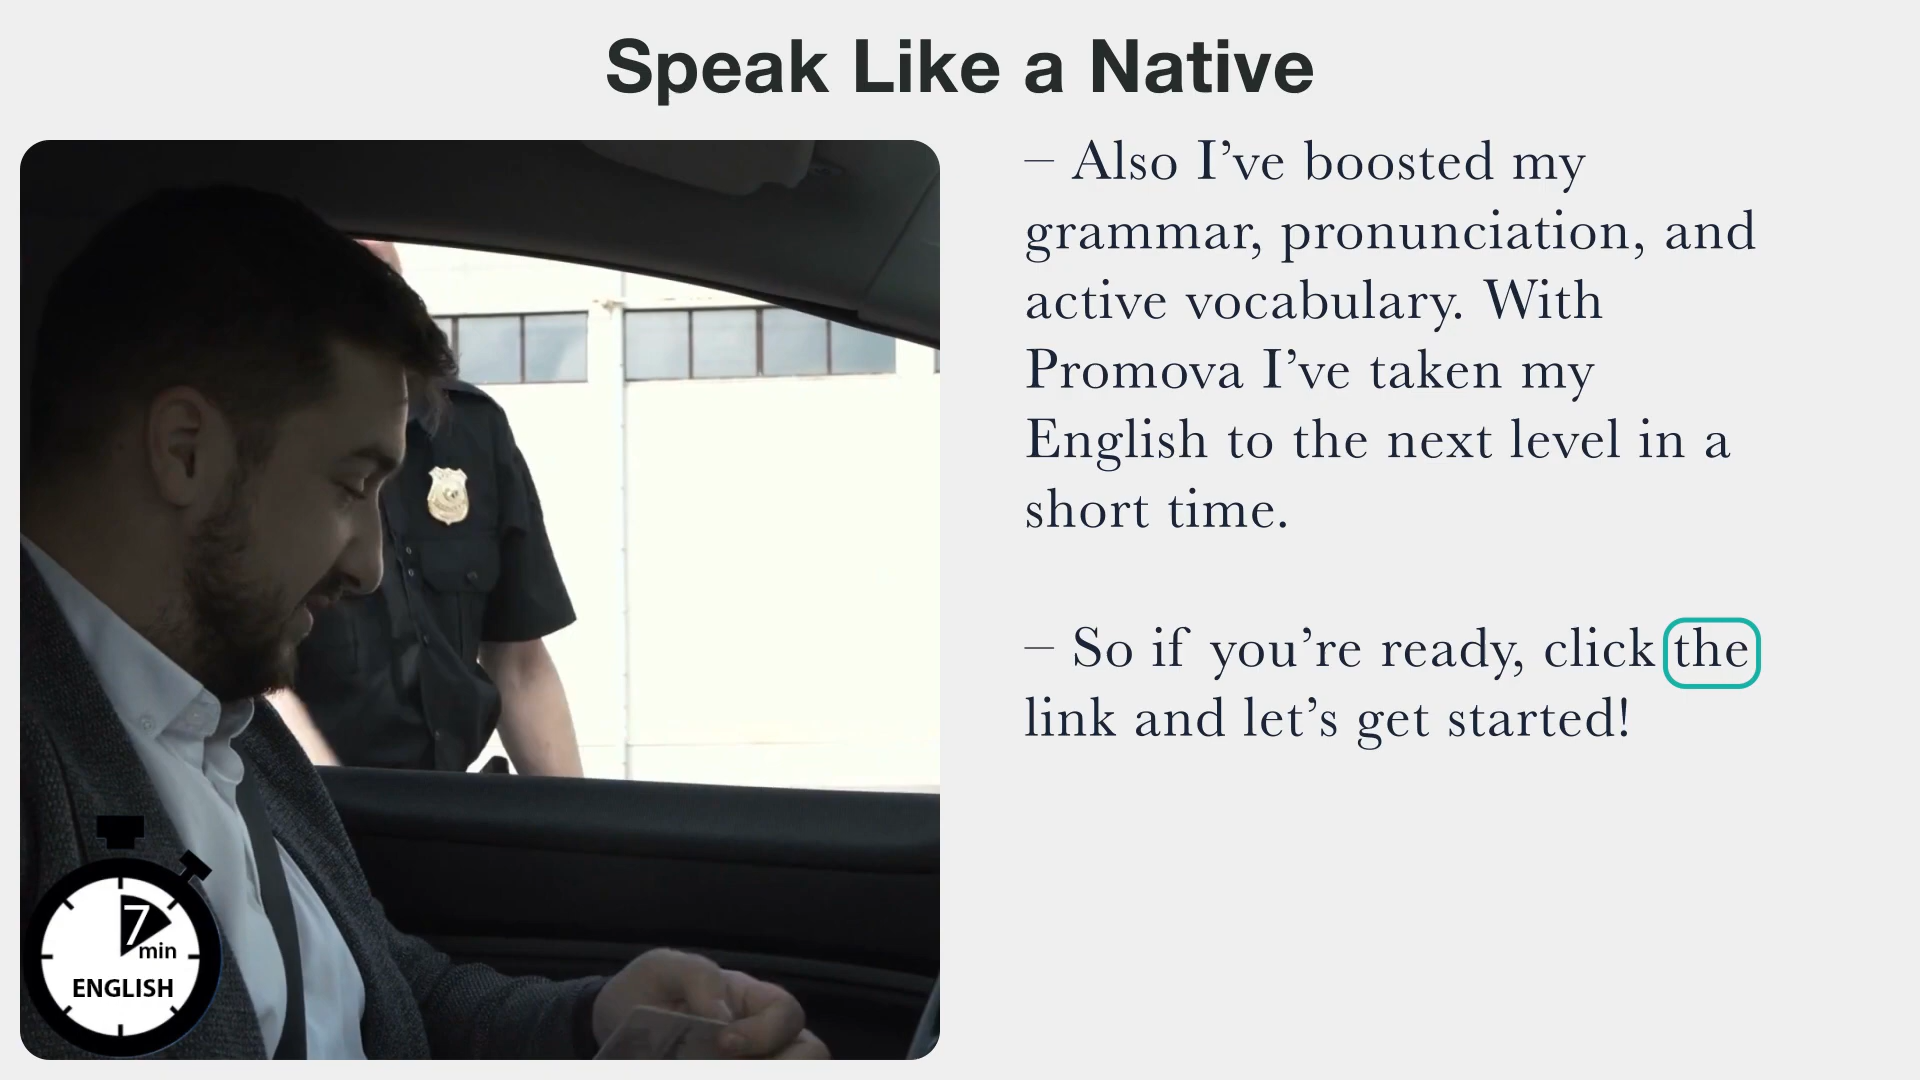 Speak Like a Native
– Also I’ve boosted my
grammar, pronunciation, and
active vocabulary. With
Promova I’ve taken my
English to the next level in a
short time.
– So if you’re ready, click the
link and let’s get started!
7
min
ENGLISH